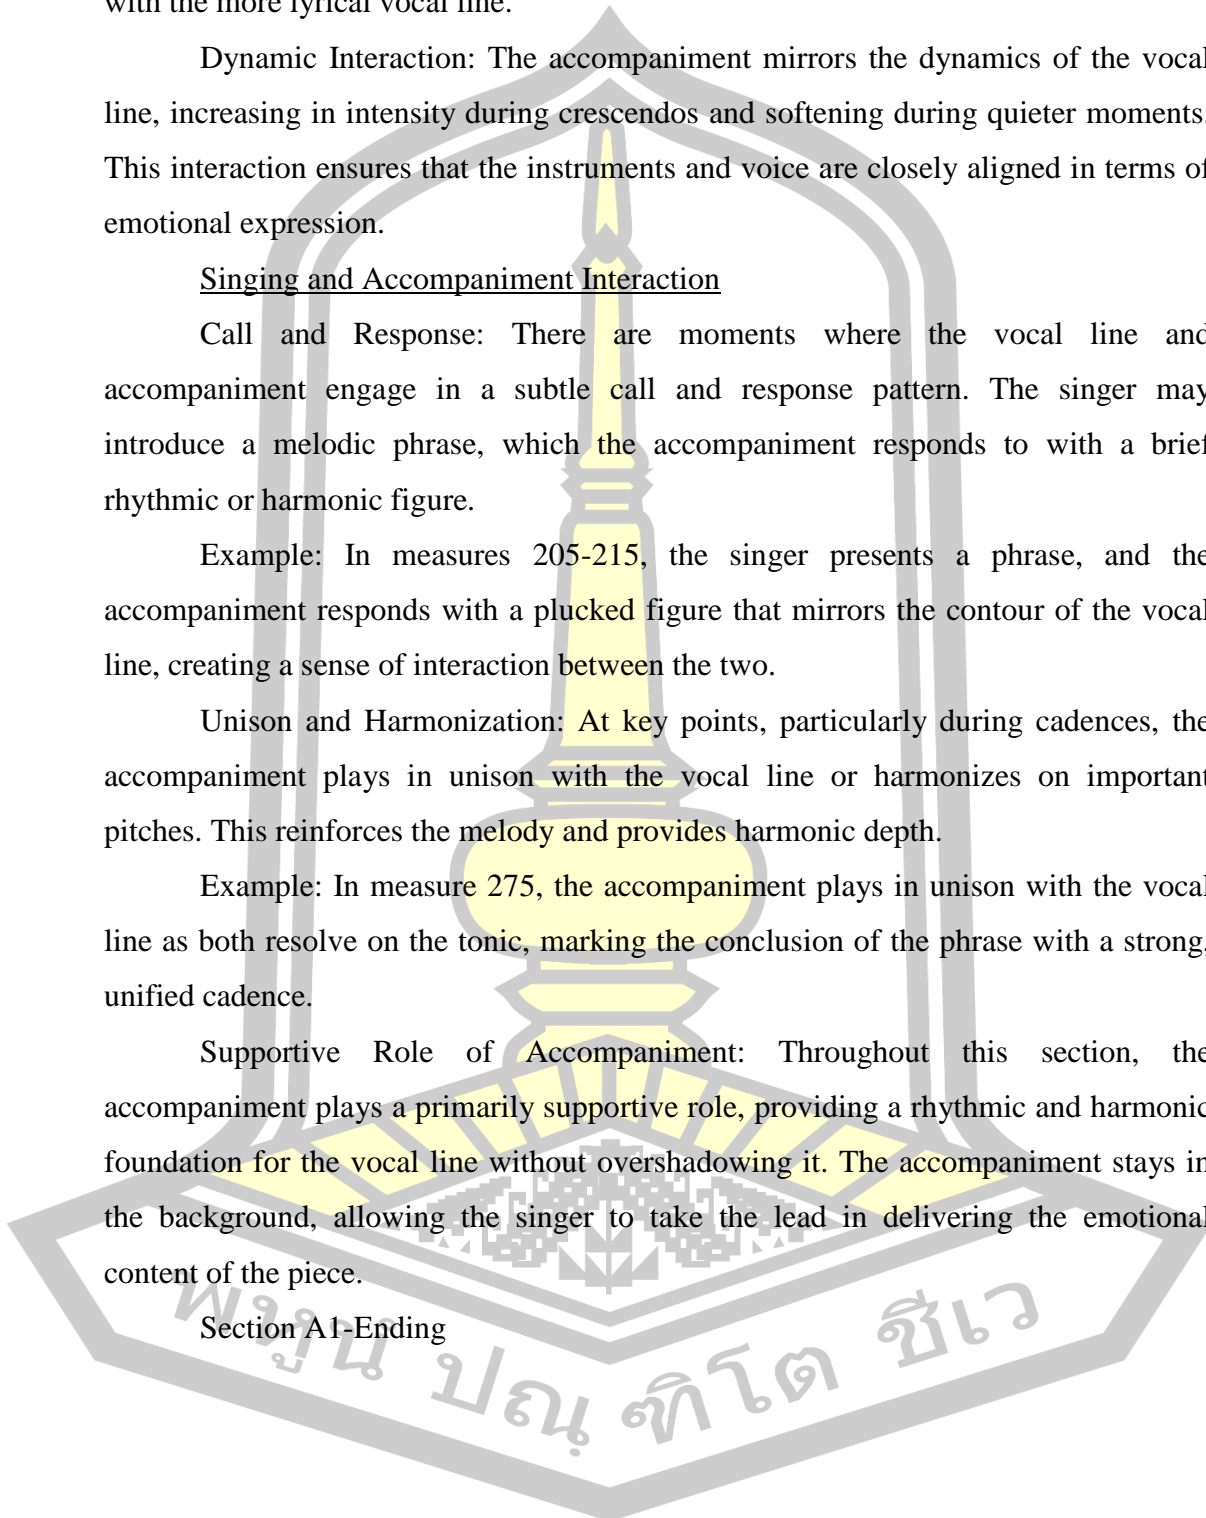 with the more lyrical vocal line.
Dynamic Interaction: The accompaniment mirrors the dynamics of the vocal
line, increasing in intensity during crescendos and softening during quieter moments.
This interaction ensures that the instruments and voice are closely aligned in terms of
emotional expression.
Singing and Accompaniment Interaction
Call and Response: There are moments where the vocal line and
accompaniment engage in a subtle call and response pattern. The singer may
introduce a melodic phrase, which the accompaniment responds to with a brief
rhythmic or harmonic figure.
Example: In measures 205-215, the singer presents a phrase, and the
accompaniment responds with a plucked figure that mirrors the contour of the vocal
line, creating a sense of interaction between the two.
Unison and Harmonization: At key points, particularly during cadences, the
accompaniment plays in unison with the vocal line or harmonizes on important
pitches. This reinforces the melody and provides harmonic depth.
Example: In measure 275, the accompaniment plays in unison with the vocal
line as both resolve on the tonic, marking the conclusion of the phrase with a strong,
unified cadence.
Supportive Role of Accompaniment: Throughout this section, the
accompaniment plays a primarily supportive role, providing a rhythmic and harmonic
foundation for the vocal line without overshadowing it. The accompaniment stays in
the background, allowing the singer to take the lead in delivering the emotional
content of the piece.
Section A1-Ending
พหูนํ ปณฺฑิโต ชีเว